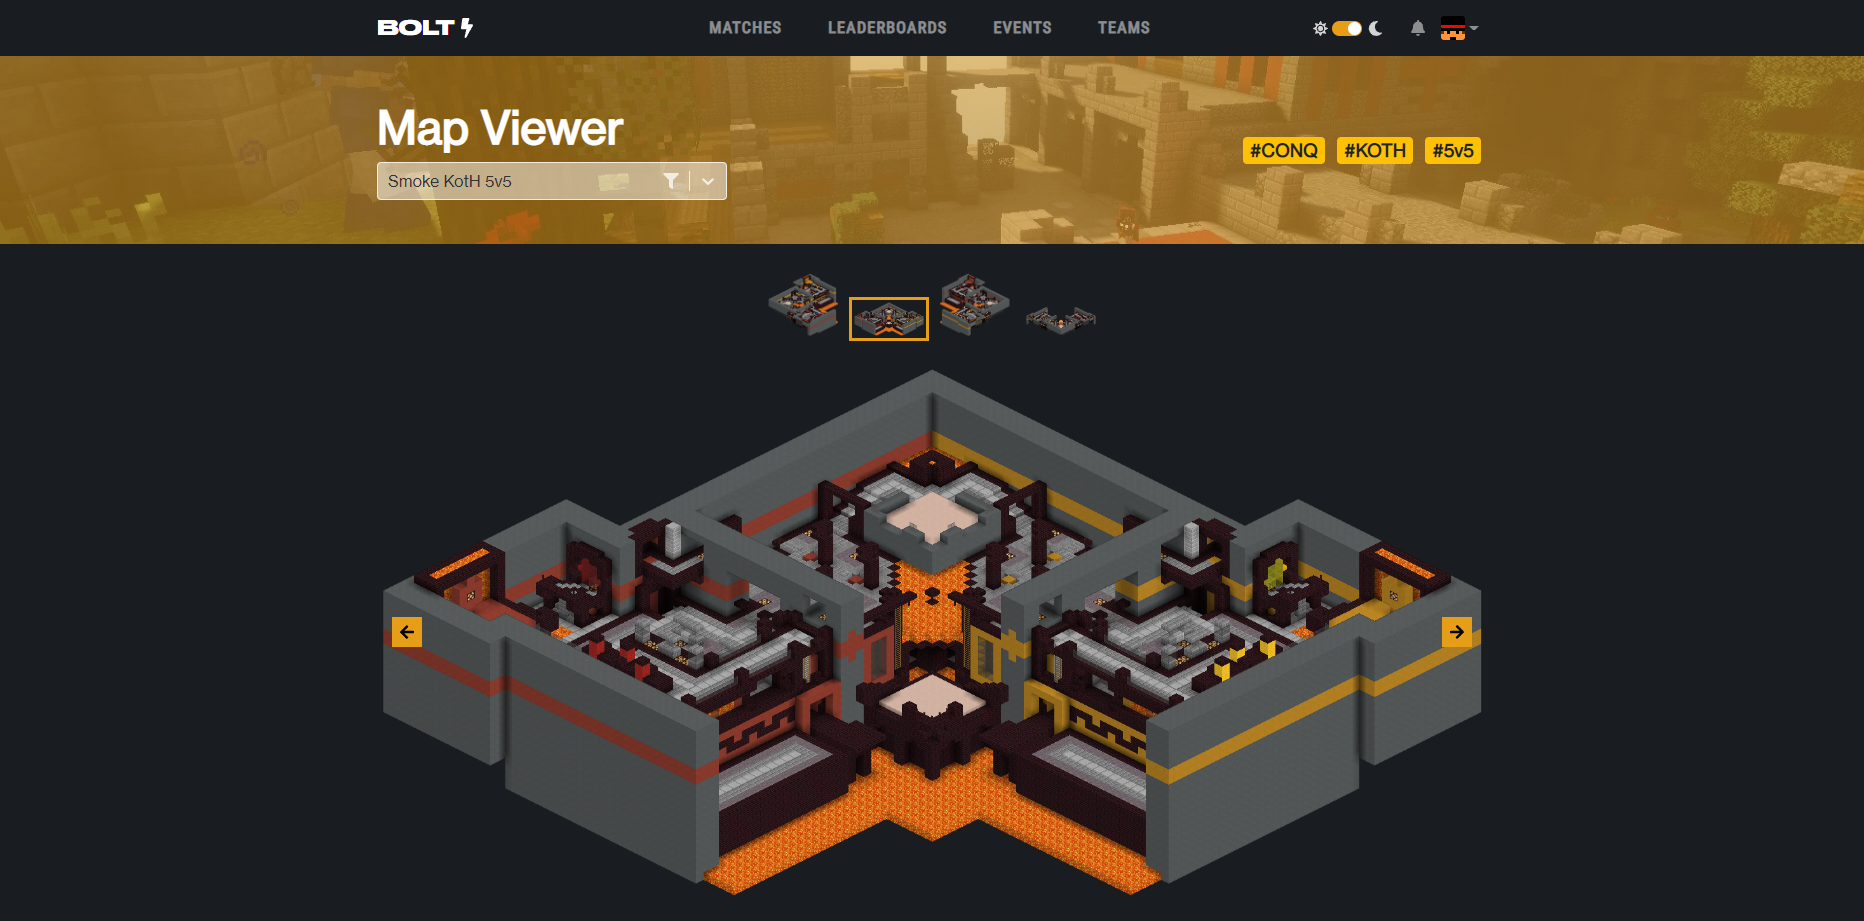 BOLT
MATCHES
LEADERBOARDS
EVENTS
TEAMS
Map Viewer
Smoke KotH 5v5
#CONQ
#KOTH
#5v5